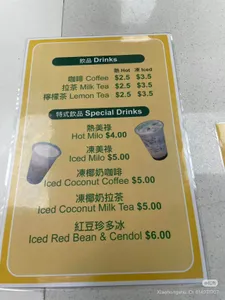 飲品 Drinks
熱 Hot 凍 Iced
咖啡 Coffee $2.5 $3.5
拉茶 Milk Tea $2.5 $3.5
檸檬茶 Lemon Tea $2.5 $3.5
特式飲品 Special Drinks
熱美祿
Hot Milo $4.00
凍美祿
Iced Milo $5.00
凍椰奶咖啡
Iced Coconut Coffee $5.00
凍椰奶拉茶
Iced Coconut Milk Tea $5.00
紅豆珍多冰
Iced Red Bean & Cendol $6.00